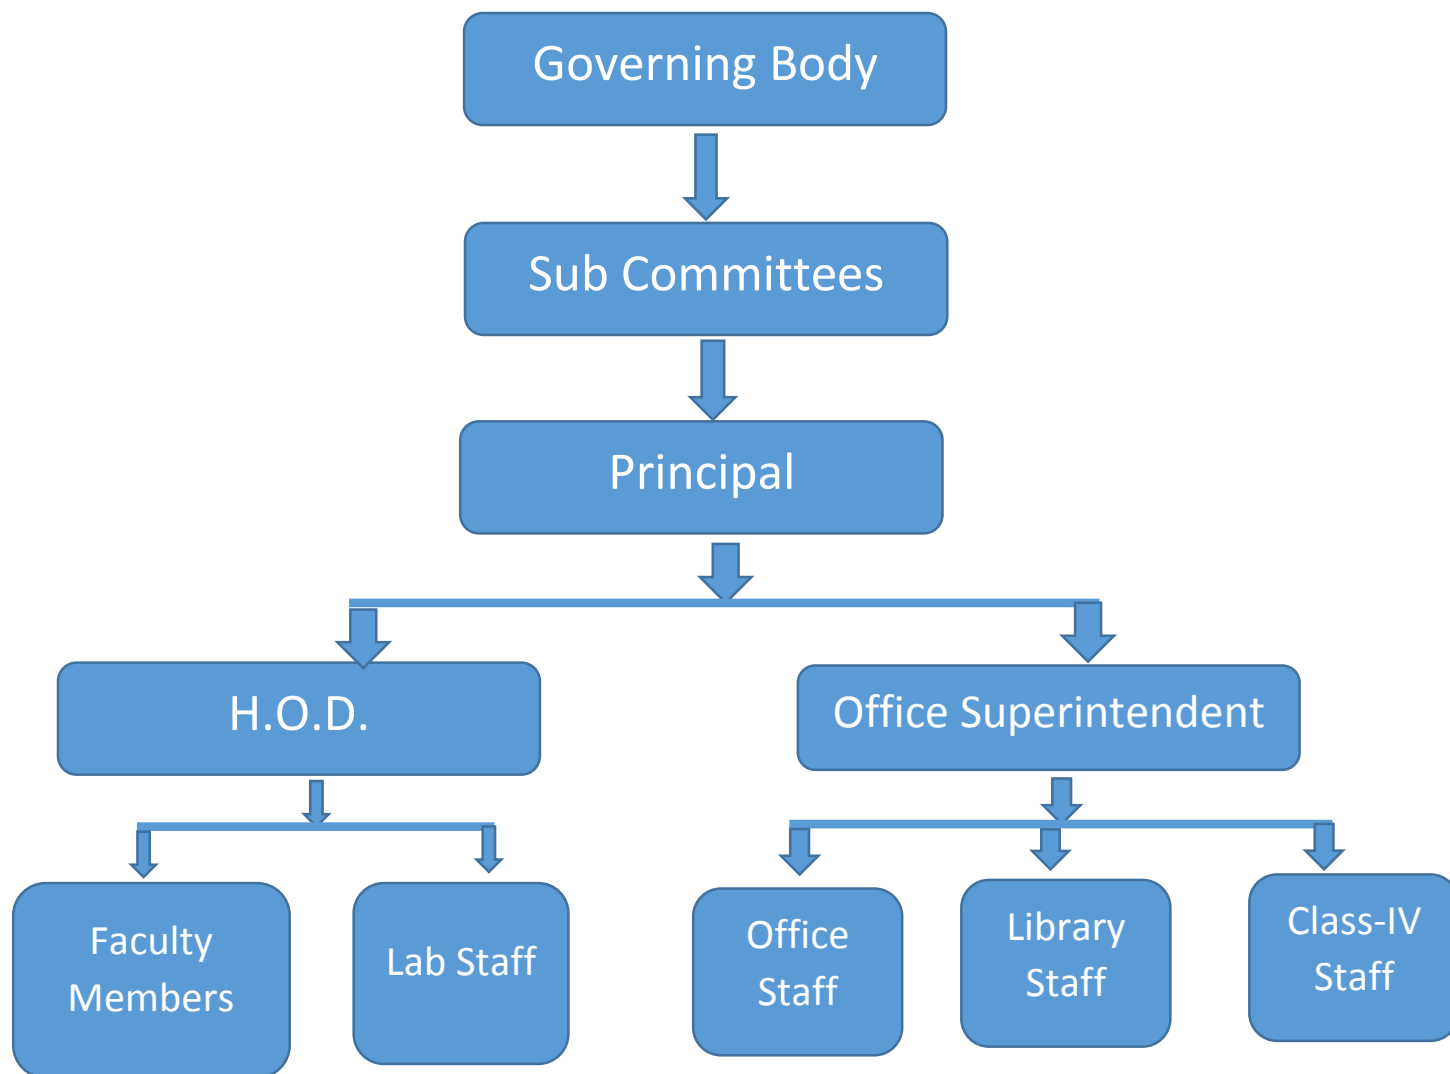 Governing Body
Sub Committees
Principal
H.O.D.
Office Superintendent
Faculty
Members
Lab Staff
Office
Staff
Library
Staff
Class-IV
Staff